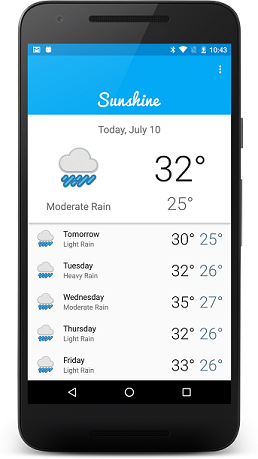 10:43
Sunshine
Today, July 10
32°
Moderate Rain 25°
Tomorrow
Light Rain
30° 25°
Tuesday
Heavy Rain
32° 26°
Wednesday
Moderate Rain
35° 27°
Thursday
Light Rain
32° 26°
Friday
Light Rain
33° 26°